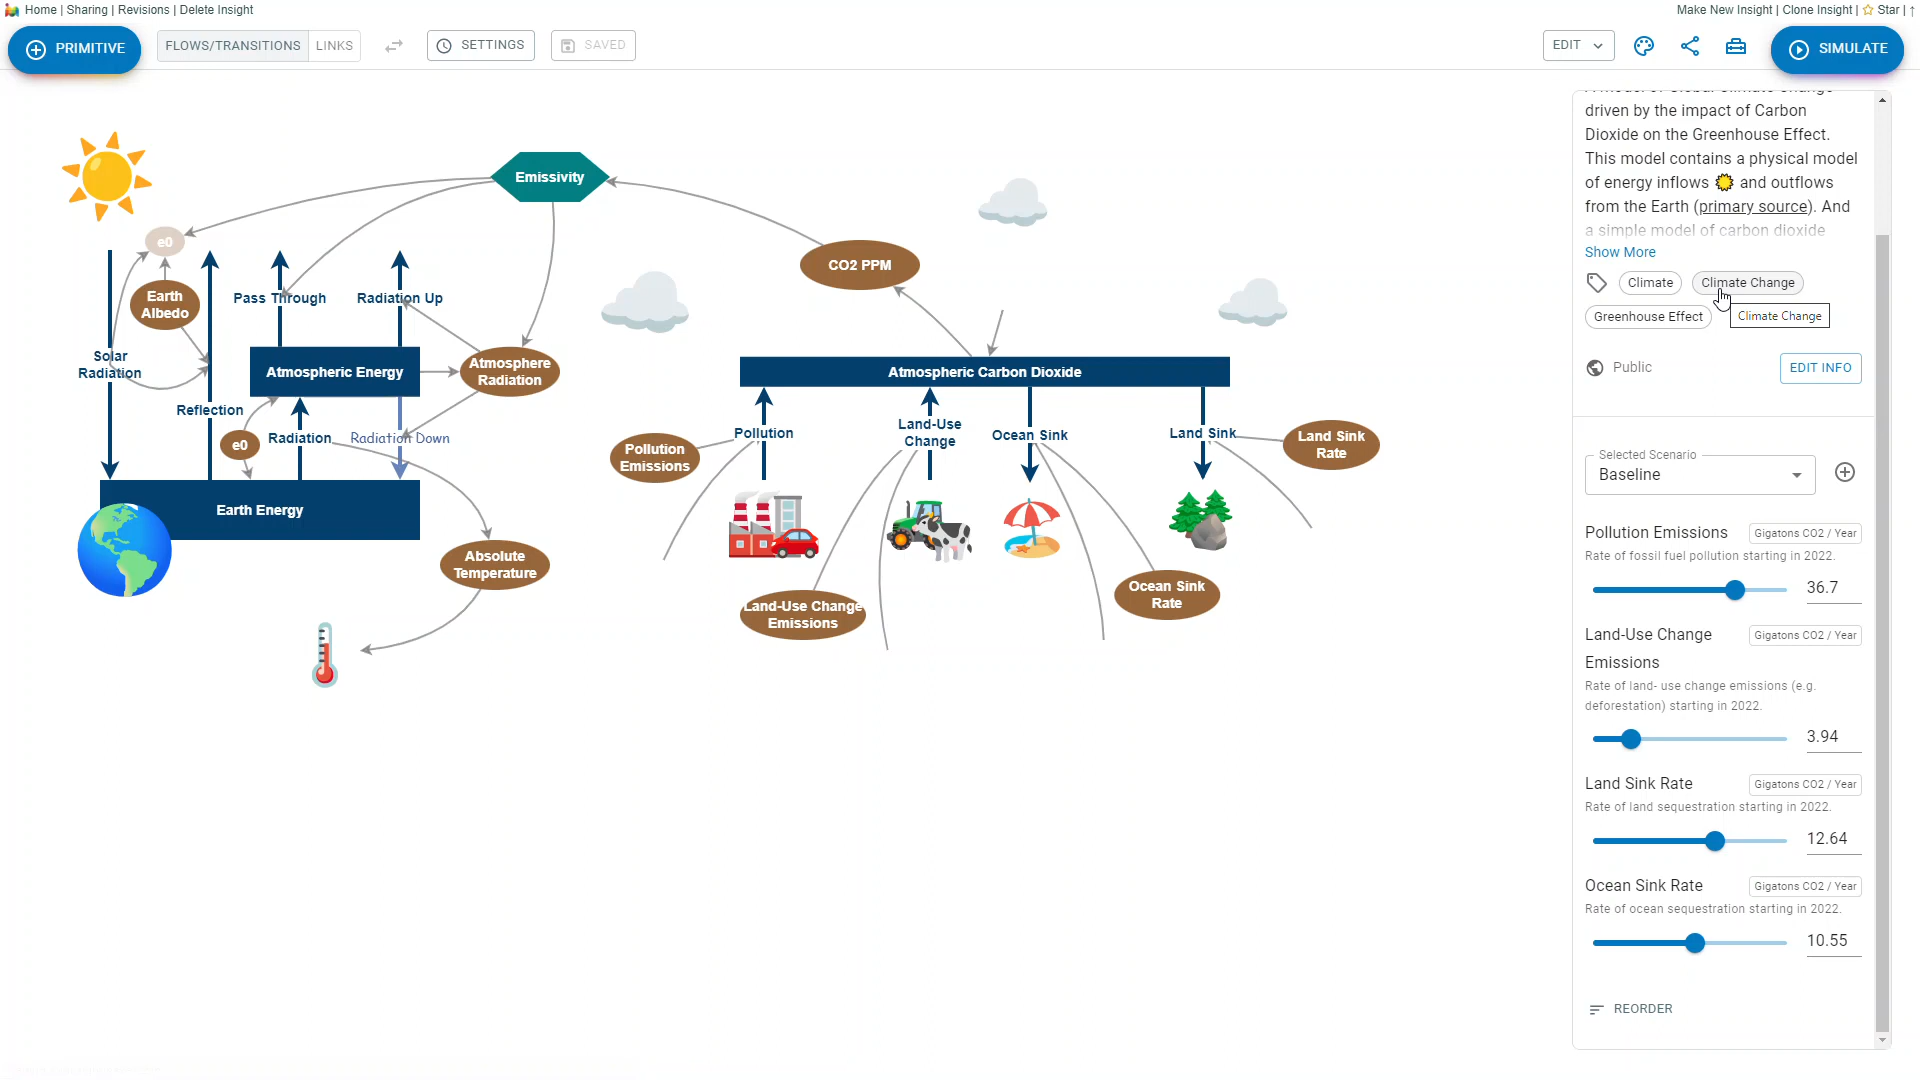 Home | Sharing | Revisions | Delete Insight
Make New Insight | Clone Insight | Star | ↑
PRIMITIVE
FLOWS/TRANSITIONS
LINKS
SETTINGS
SAVED
EDIT
SIMULATE
Emissivity
e0
Earth
Albedo
Pass Through
Radiation Up
CO2 PPM
Solar
Radiation
Atmospheric Energy
Atmosphere
Radiation
Atmospheric Carbon Dioxide
Reflection
e0
Radiation
Radiation Down
Pollution
Emissions
Pollution
Land-Use
Change
Ocean Sink
Land Sink
Land Sink
Rate
Earth Energy
Absolute
Temperature
Land-Use Change
Emissions
Ocean Sink
Rate
A model of Global Climate Change
driven by the impact of Carbon
Dioxide on the Greenhouse Effect.
This model contains a physical model
of energy inflows and outflows
from the Earth (primary source). And
a simple model of carbon dioxide
Show More
Climate
Climate Change
Greenhouse Effect
Climate Change
Public
EDIT INFO
Selected Scenario
Baseline
Pollution Emissions
Gigatons CO2 / Year
Rate of fossil fuel pollution starting in 2022.
36.7
Land-Use Change
Emissions
Gigatons CO2 / Year
Rate of land- use change emissions (e.g.
deforestation) starting in 2022.
3.94
Land Sink Rate
Gigatons CO2 / Year
Rate of land sequestration starting in 2022.
12.64
Ocean Sink Rate
Gigatons CO2 / Year
Rate of ocean sequestration starting in 2022.
10.55
REORDER